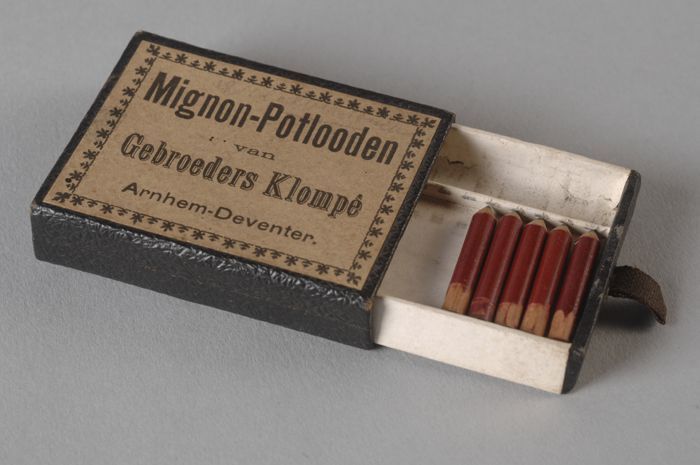 Mignon-Potlooden
van
Gebroeders Klompé
Arnhem-Deventer.